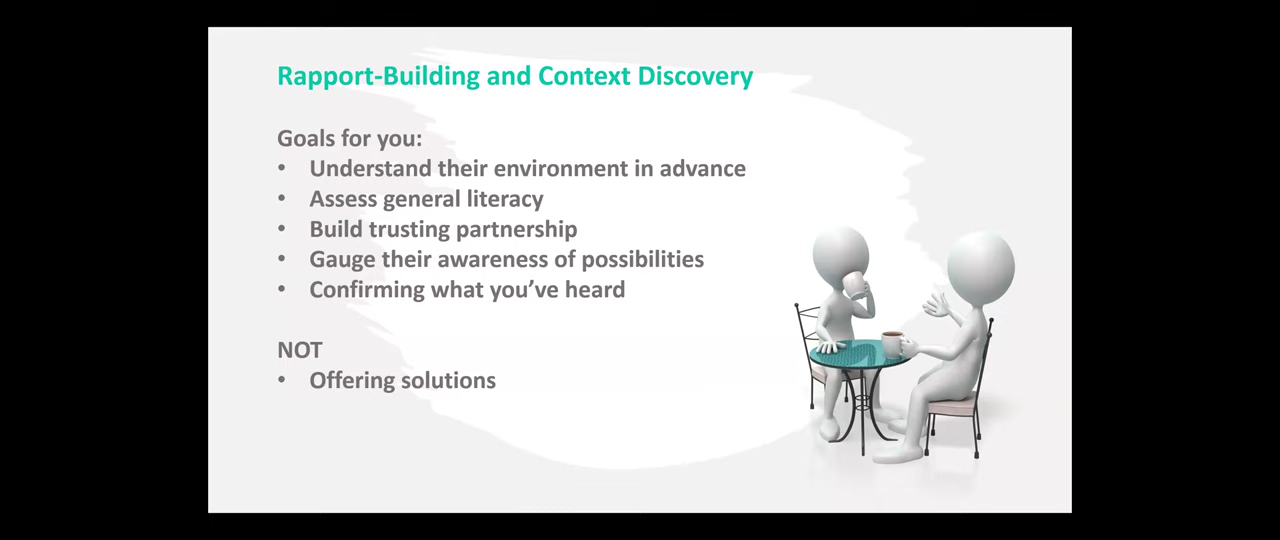 Rapport-Building and Context Discovery
Goals for you:
• Understand their environment in advance
• Assess general literacy
• Build trusting partnership
• Gauge their awareness of possibilities
• Confirming what you’ve heard
NOT
• Offering solutions